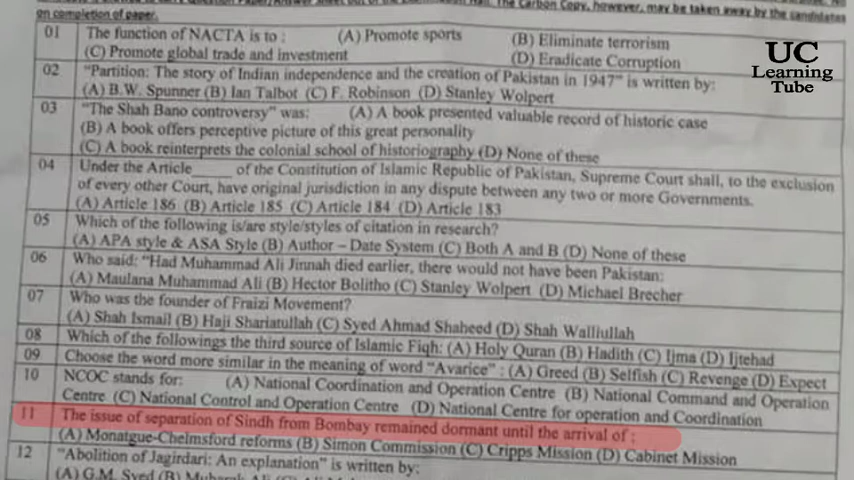 on completion of paper.
The Carbon Copy, however, may be taken away by the candidates
01 The function of NACTA is to : (A) Promote sports (B) Eliminate terrorism
(C) Promote global trade and investment (D) Eradicate Corruption
02 "Partition: The story of Indian independence and the creation of Pakistan in 1947" is written by:
(A) B.W. Spunner (B) Ian Talbot (C) F. Robinson (D) Stanley Wolpert
03 "The Shah Bano controversy" was: (A) A book presented valuable record of historic case
(B) A book offers perceptive picture of this great personality
(C) A book reinterprets the colonial school of historiography (D) None of these
04 Under the Article_____ of the Constitution of Islamic Republic of Pakistan, Supreme Court shall, to the exclusion
of every other Court, have original jurisdiction in any dispute between any two or more Governments.
(A) Article 186 (B) Article 185 (C) Article 184 (D) Article 183
05 Which of the following is/are style/styles of citation in research?
(A) APA style & ASA Style (B) Author – Date System (C) Both A and B (D) None of these
06 Who said: "Had Muhammad Ali Jinnah died earlier, there would not have been Pakistan:
(A) Maulana Muhammad Ali (B) Hector Bolitho (C) Stanley Wolpert (D) Michael Brecher
07 Who was the founder of Fraizi Movement?
(A) Shah Ismail (B) Haji Shariatullah (C) Syed Ahmad Shaheed (D) Shah Walliullah
08 Which of the followings the third source of Islamic Fiqh: (A) Holy Quran (B) Hadith (C) Ijma (D) Ijtehad
09 Choose the word more similar in the meaning of word "Avarice" : (A) Greed (B) Selfish (C) Revenge (D) Expect
10 NCOC stands for: (A) National Coordination and Operation Centre (B) National Command and Operation
Centre (C) National Control and Operation Centre (D) National Centre for operation and Coordination
11 The issue of separation of Sindh from Bombay remained dormant until the arrival of :
(A) Monatgue-Chelmsford reforms (B) Simon Commission (C) Cripps Mission (D) Cabinet Mission
12 "Abolition of Jagirdari: An explanation" is written by:
(A) G.M. Syed (B)
UC
Learning
Tube